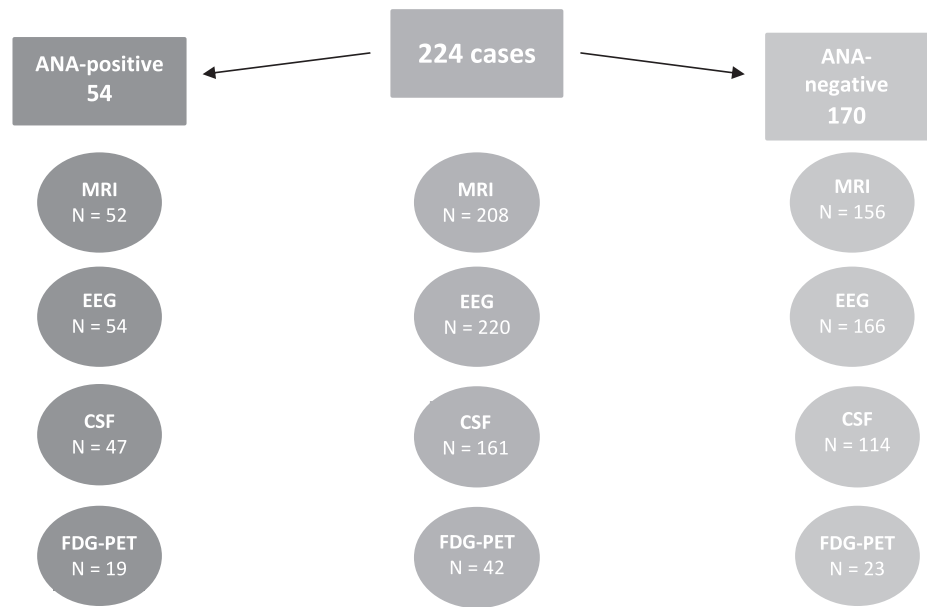 224 cases
ANA-positive
54
ANA-
negative
170
MRI
N = 52
MRI
N = 208
MRI
N = 156
EEG
N = 54
EEG
N = 220
EEG
N = 166
CSF
N = 47
CSF
N = 161
CSF
N = 114
FDG-PET
N = 19
FDG-PET
N = 42
FDG-PET
N = 23